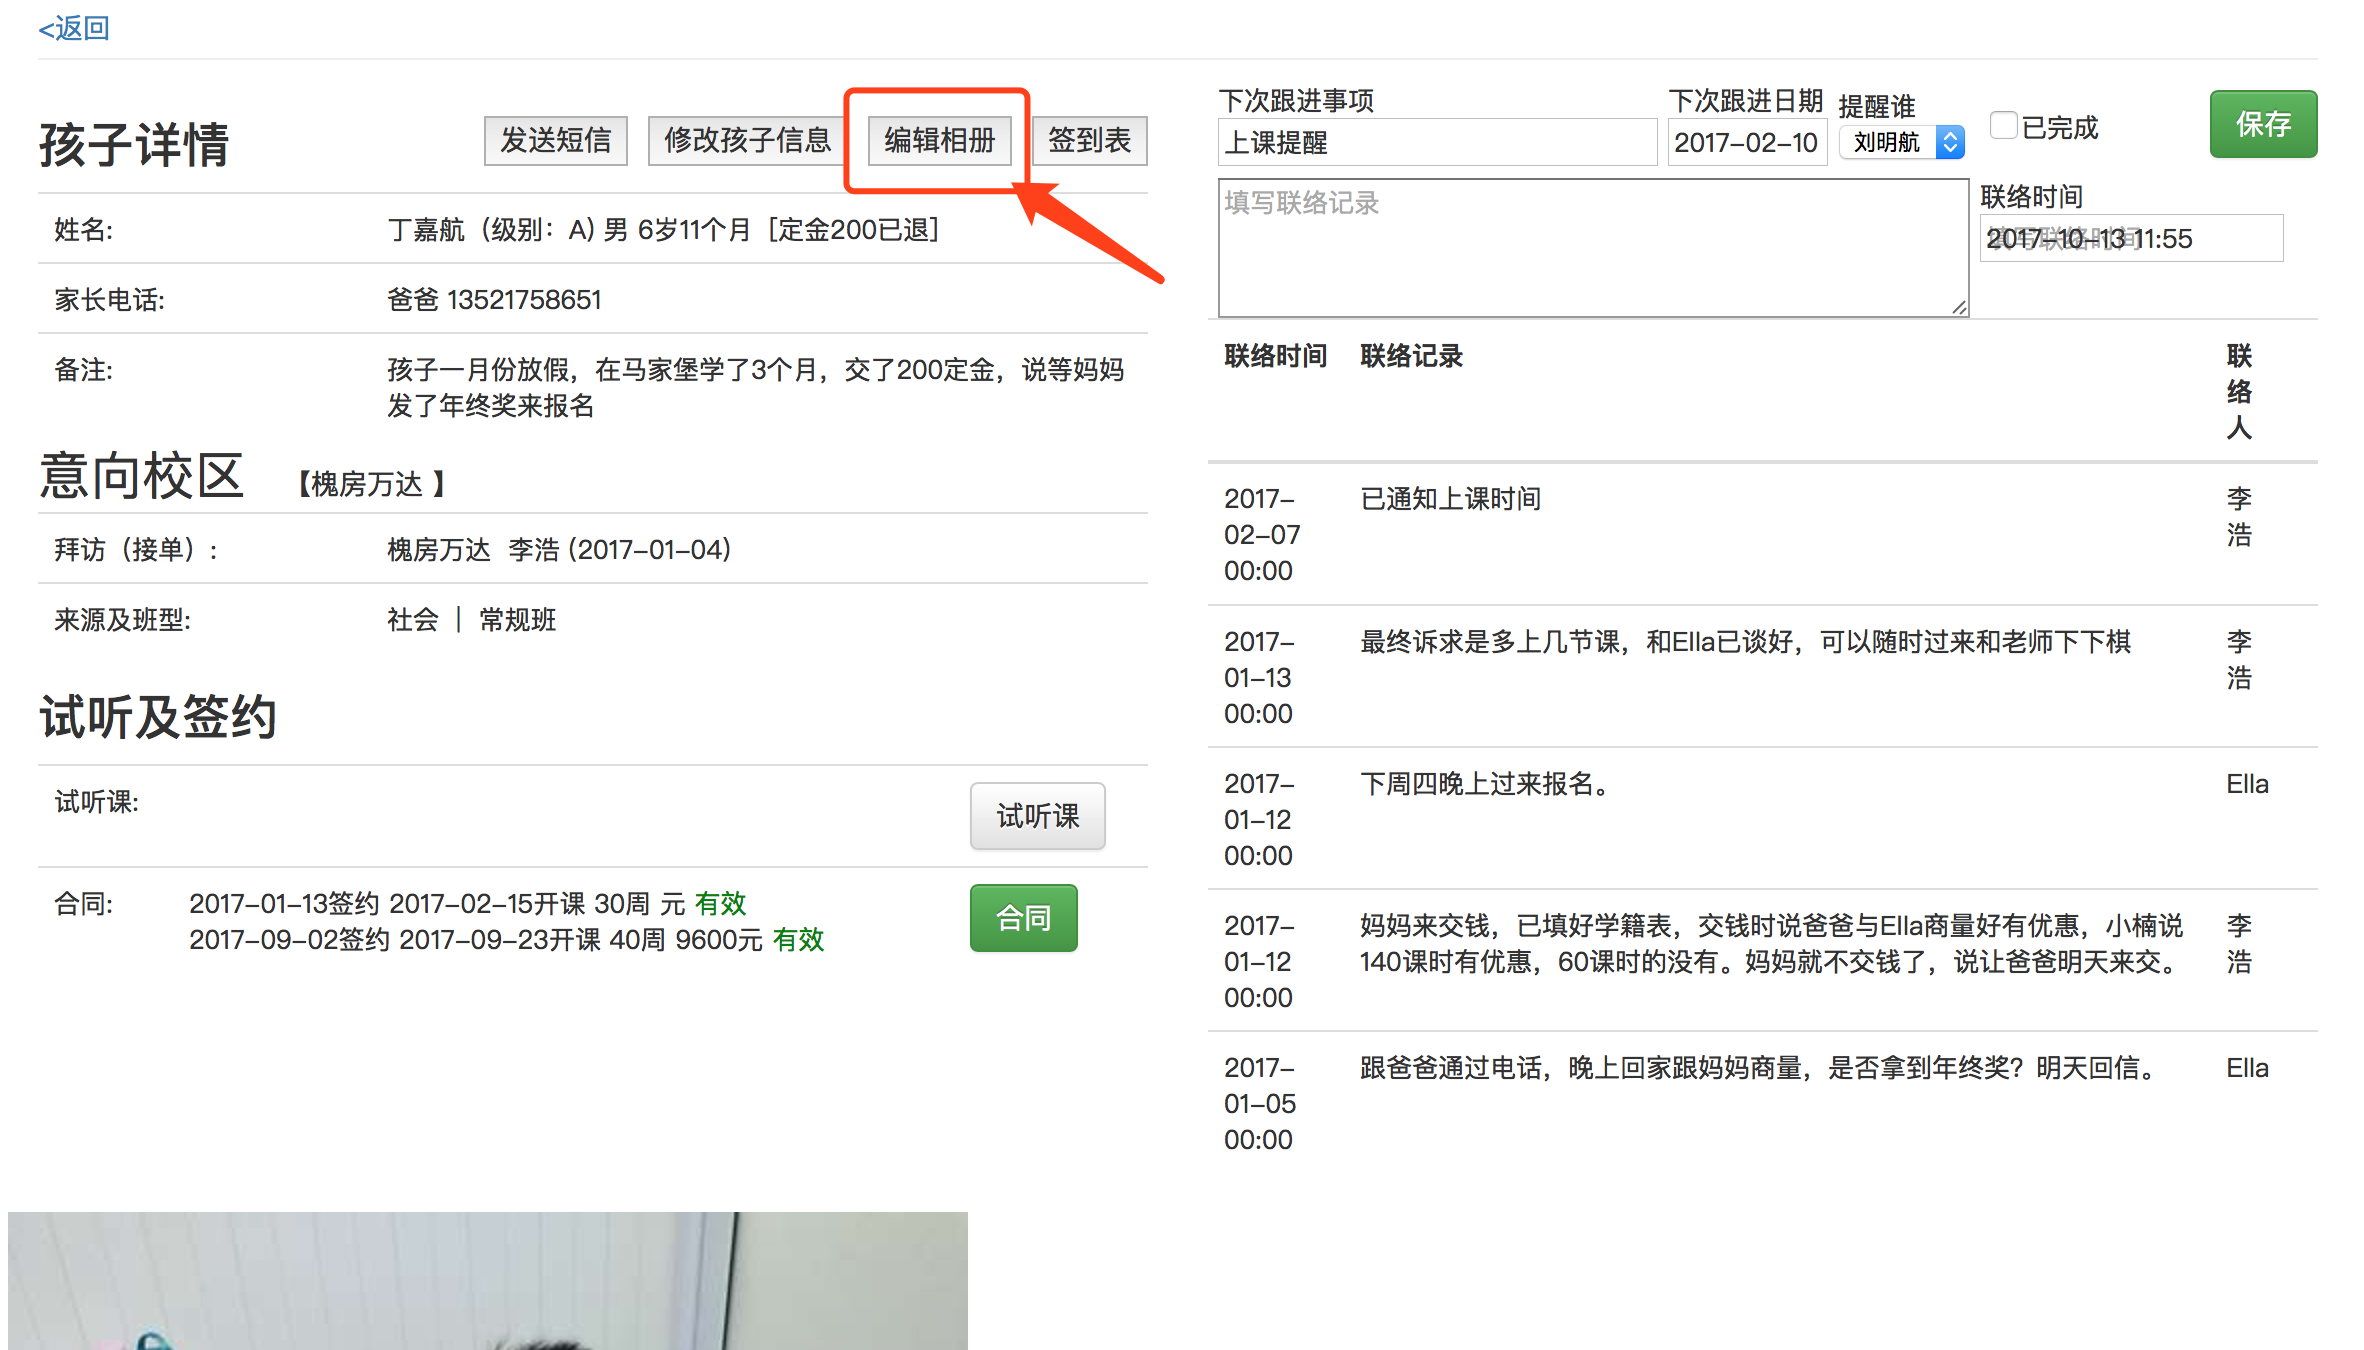 <返回
孩子详情
发送短信 修改孩子信息 编辑相册 签到表
姓名: 丁嘉航（级别：A) 男 6岁11个月［定金200已退］
家长电话: 爸爸 13521758651
备注: 孩子一月份放假，在马家堡学了3个月，交了200定金，说等妈妈
发了年终奖来报名
意向校区 【槐房万达 】
拜访（接单）: 槐房万达 李浩 (2017-01-04)
来源及班型: 社会 ｜ 常规班
试听及签约
试听课: 试听课
合同: 2017-01-13签约 2017-02-15开课 30周 元 有效
2017-09-02签约 2017-09-23开课 40周 9600元 有效
合同
下次跟进事项 下次跟进日期 提醒谁
上课提醒 2017-02-10 刘明航 已完成 保存
填写联络记录
联络时间
填写联络时间
2017-10-13 11:55
联络时间 联络记录 联
络
人
2017- 已通知上课时间 李
02-07 浩
00:00
2017- 最终诉求是多上几节课，和Ella已谈好，可以随时过来和老师下下棋 李
01-13 浩
00:00
2017- 下周四晚上过来报名。 Ella
01-12
00:00
2017- 妈妈来交钱，已填好学籍表，交钱时说爸爸与Ella商量好有优惠，小楠说 李
01-12 140课时有优惠，60课时的没有。妈妈就不交钱了，说让爸爸明天来交。 浩
00:00
2017- 跟爸爸通过电话，晚上回家跟妈妈商量，是否拿到年终奖？明天回信。 Ella
01-05
00:00